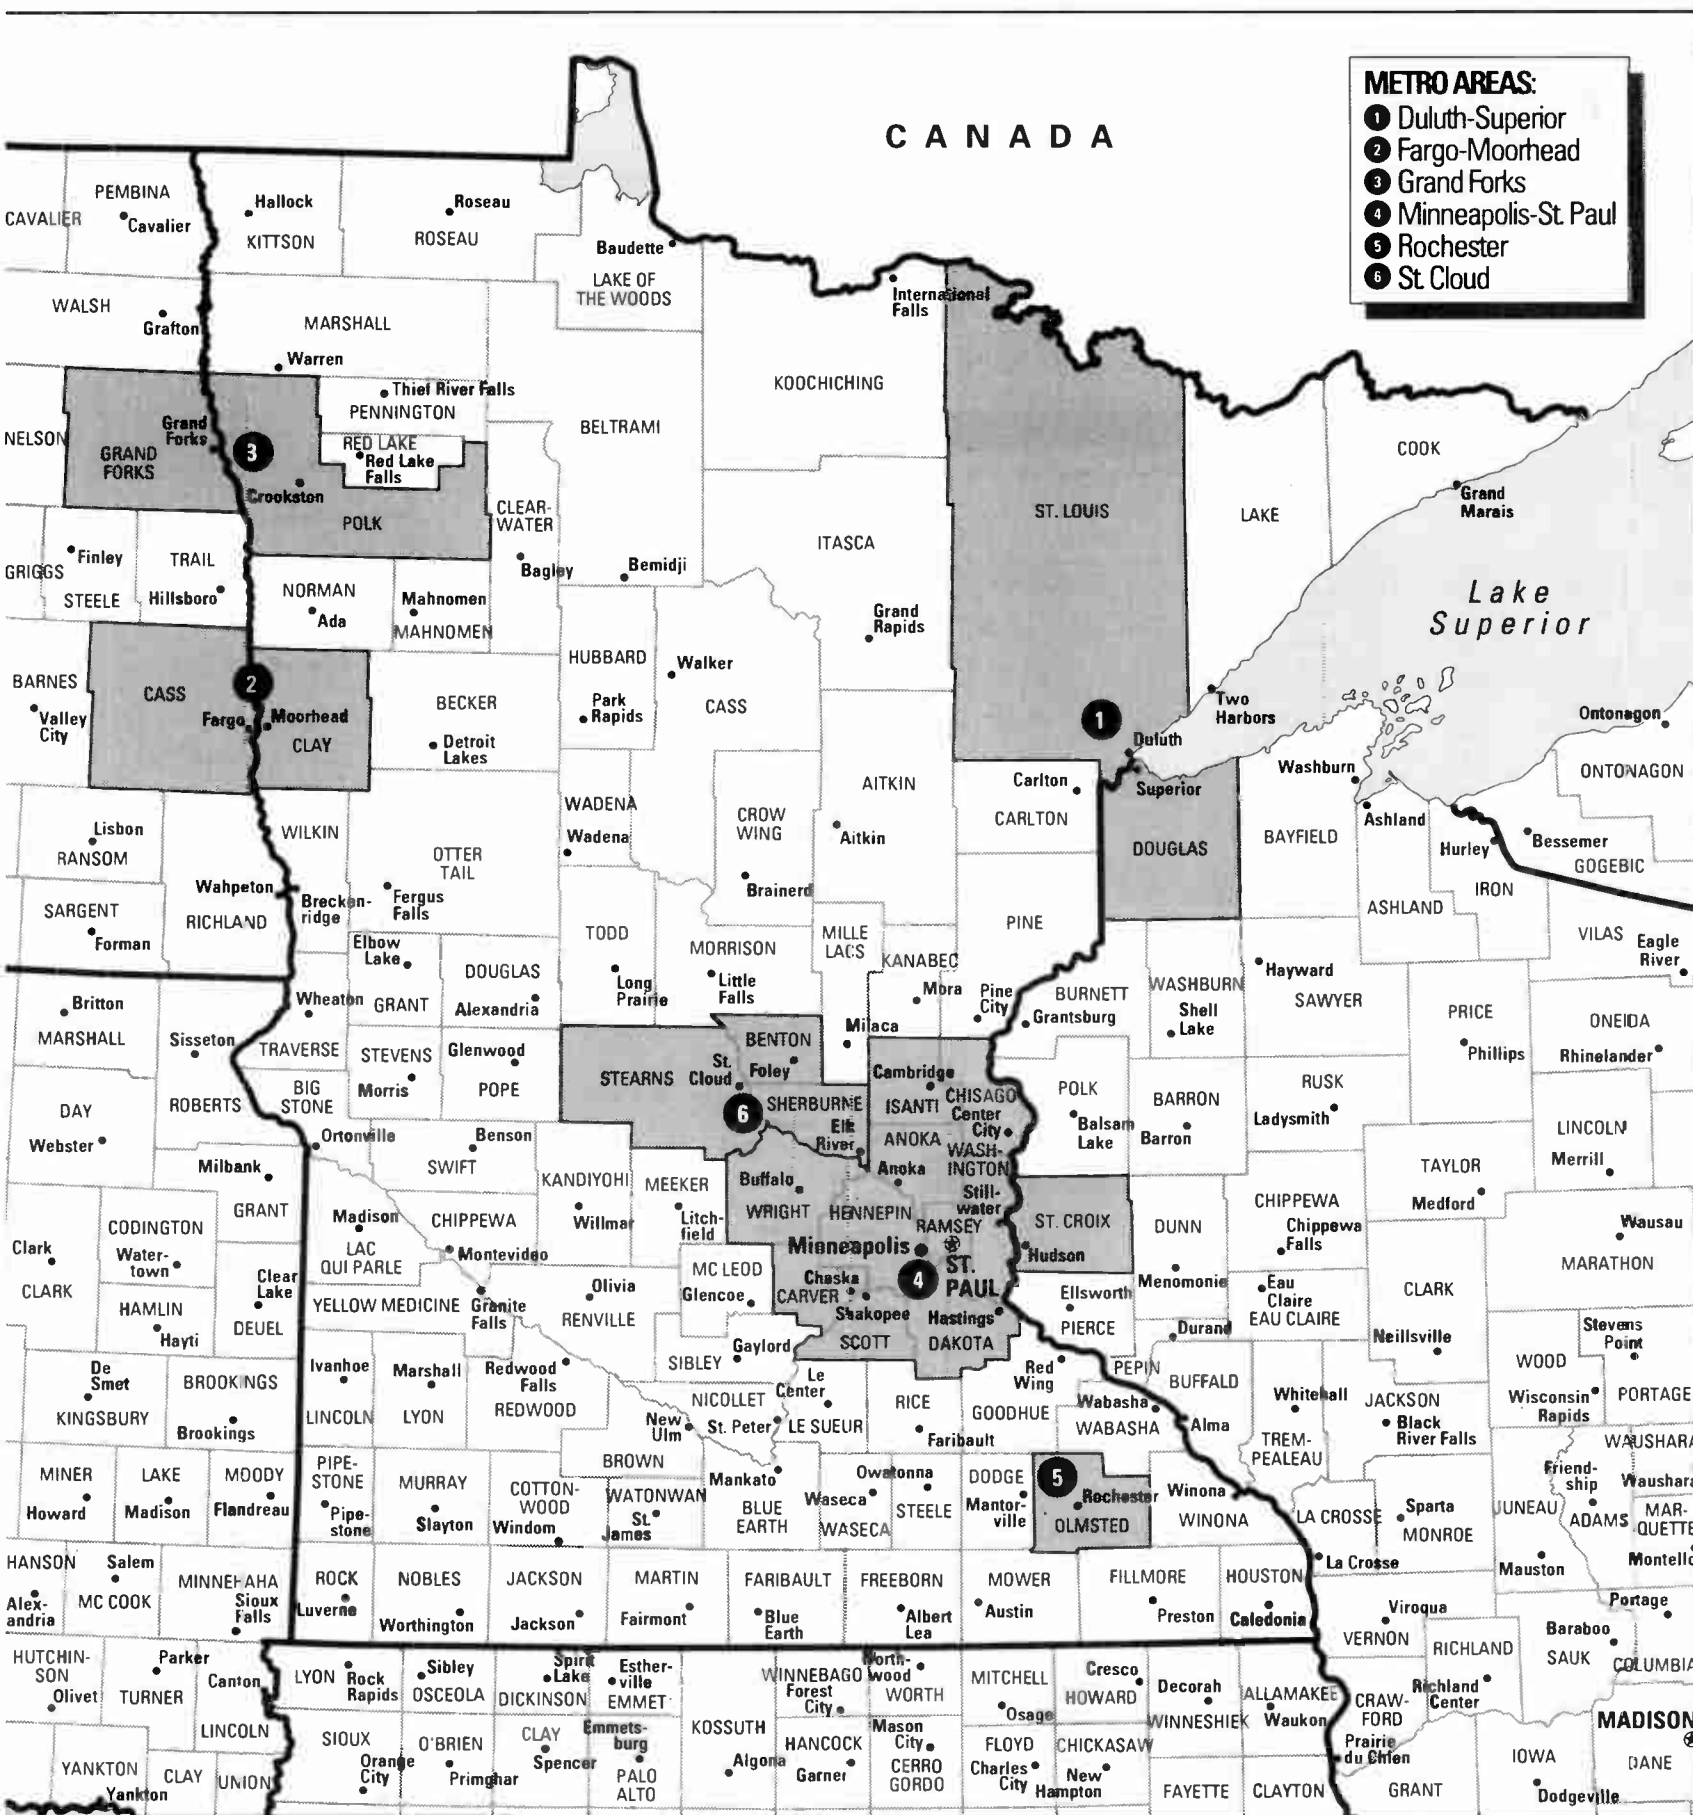 METRO AREAS:
1 Duluth-Superior
2 Fargo-Moorhead
3 Grand Forks
4 Minneapolis-St. Paul
5 Rochester
6 St. Cloud
CANADA
PEMBINA
Cavalier
CAVALIER
Hallock
KITTSON
Roseau
ROSEAU
Baudette
LAKE OF
THE WOODS
International
Falls
WALSH
Grafton
MARSHALL
Warren
Thief River Falls
PENNINGTON
RED LAKE
Red Lake
Falls
NELSON
GRAND
FORKS
Grand
Forks
3
Crookston
POLK
CLEAR-
WATER
Bagley
BELTRAMI
Bemidji
KOOCHICHING
ITASCA
Grand
Rapids
ST. LOUIS
LAKE
COOK
Grand
Marais
Lake
Superior
GRIGGS
Finley
STEELE
TRAIL
Hillsboro
NORMAN
Ada
Mahnomen
MAHNOMEN
BARNES
Valley
City
CASS
2
Fargo
Moorhead
CLAY
BECKER
Detroit
Lakes
HUBBARD
Park
Rapids
Walker
CASS
1
Duluth
Superior
Two
Harbors
Washburn
Ashland
Ontonagon
ONTONAGON
Lisbon
RANSOM
WILKIN
OTTER
TAIL
Fergus
Falls
WADENA
Wadena
CROW
WING
Brainerd
AITKIN
Aitkin
Carlton
CARLTON
DOUGLAS
BAYFIELD
ASHLAND
Hurley
IRON
Bessemer
GOGEBIC
SARGENT
Forman
Wahpeton
RICHLAND
Brecken-
ridge
Elbow
Lake
GRANT
DOUGLAS
Alexandria
TODD
Long
Prairie
MORRISON
Little
Falls
MILLE
LACS
Milaca
KANABEC
Mora
PINE
Pine
City
BURNETT
Grantsburg
WASHBURN
Shell
Lake
Hayward
SAWYER
PRICE
Phillips
VILAS
Eagle
River
ONEIDA
Rhinelander
Britton
MARSHALL
Sisseton
ROBERTS
Wheaton
TRAVERSE
BIG
STONE
Ortonville
STEVENS
Morris
Glenwood
POPE
STEARNS
St.
Cloud
BENTON
Foley
6
SHERBURNE
Elk
River
Cambridge
ISANTI
CHISAGO
Center
City
ANOKA
Anoka
WASH-
INGTON
Still-
water
POLK
Balsam
Lake
BARRON
Barron
RUSK
Ladysmith
LINCOLN
Merrill
TAYLOR
Medford
DAY
Webster
Milbank
GRANT
Benson
SWIFT
KANDIYOHI
Willmar
MEEKER
Litch-
field
Buffalo
WRIGHT
HENNEPIN
RAMSEY
Minneapolis
ST.
PAUL
4
ST. CROIX
Hudson
DUNN
Menomonie
CHIPPEWA
Chippewa
Falls
Eau
Claire
EAU CLAIRE
CLARK
Neillsville
Wausau
MARATHON
CODINGTON
Water-
town
Clark
CLARK
HAMLIN
Hayti
Clear
Lake
DEUEL
Madison
LAC
QUI PARLE
CHIPPEWA
Montevideo
YELLOW MEDICINE
Granite
Falls
Olivia
RENVILLE
MC LEOD
Glencoe
Chaska
CARVER
Shakopee
SCOTT
Hastings
DAKOTA
Ellsworth
PIERCE
Durand
PEPIN
BUFFALO
Alma
Whitehall
TREM-
PEALEAU
JACKSON
Black
River Falls
WOOD
Wisconsin
Rapids
Stevens
Point
PORTAGE
De
Smet
KINGSBURY
BROOKINGS
Brookings
Ivanhoe
LINCOLN
Marshall
LYON
Redwood
Falls
REDWOOD
SIBLEY
Gaylord
NICOLLET
St. Peter
New
Ulm
BROWN
Le
Center
LE SUEUR
RICE
Faribault
Red
Wing
GOODHUE
Wabasha
WABASHA
MINER
Howard
LAKE
Madison
MOODY
Flandreau
PIPE-
STONE
Pipe-
stone
MURRAY
Slayton
COTTON-
WOOD
Windom
WATONWAN
St.
James
Mankato
BLUE
EARTH
Waseca
WASECA
Owatonna
STEELE
DODGE
Mantor-
ville
5
Rochester
OLMSTED
Winona
WINONA
LA CROSSE
La Crosse
Sparta
MONROE
JUNEAU
Mauston
Friend-
ship
ADAMS
WAUSHARA
Waushara
MAR-
QUETTE
Montello
HANSON
Alex-
andria
Salem
MC COOK
MINNEHAHA
Sioux
Falls
ROCK
Luverne
NOBLES
Worthington
JACKSON
Jackson
MARTIN
Fairmont
FARIBAULT
Blue
Earth
FREEBORN
Albert
Lea
MOWER
Austin
FILLMORE
Preston
HOUSTON
Caledonia
Viroqua
VERNON
RICHLAND
Richland
Center
Baraboo
SAUK
Portage
COLUMBIA
HUTCHIN-
SON
Olivet
Parker
TURNER
Canton
LINCOLN
LYON
Rock
Rapids
Sibley
OSCEOLA
Spirit
Lake
DICKINSON
Esther-
ville
EMMET
WINNEBAGO
Forest
City
North-
wood
WORTH
MITCHELL
Osage
Cresco
HOWARD
Decorah
WINNESHIEK
ALLAMAKEE
Waukon
CRAW-
FORD
Prairie
du Chien
MADISON
DANE
IOWA
Dodgeville
GRANT
YANKTON
Yankton
CLAY
UNION
SIOUX
Orange
City
O'BRIEN
Primghar
CLAY
Spencer
Emmets-
burg
PALO
ALTO
KOSSUTH
Algona
HANCOCK
Garner
Mason
City
CERRO
GORDO
FLOYD
Charles
City
CHICKASAW
New
Hampton
FAYETTE
CLAYTON